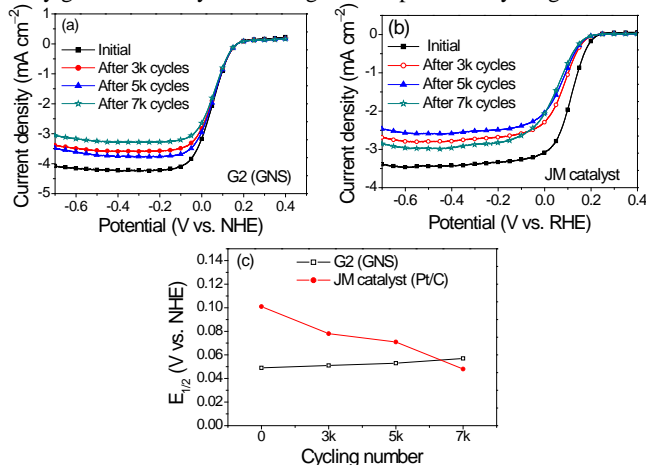 (a)
Initial
After 3k cycles
After 5k cycles
After 7k cycles
G2 (GNS)
Current density (mA cm⁻²)
1
0
-1
-2
-3
-4
-5
-0.6 -0.4 -0.2 0.0 0.2 0.4
Potential (V vs. NHE)
(b)
Initial
After 3k cycles
After 5k cycles
After 7k cycles
JM catalyst
Current density (mA cm⁻²)
0
-1
-2
-3
-4
-0.6 -0.4 -0.2 0.0 0.2 0.4
Potential (V vs. RHE)
(c)
G2 (GNS)
JM catalyst (Pt/C)
E1/2 (V vs. NHE)
0.14
0.12
0.10
0.08
0.06
0.04
0.02
0.00
0 3k 5k 7k
Cycling number